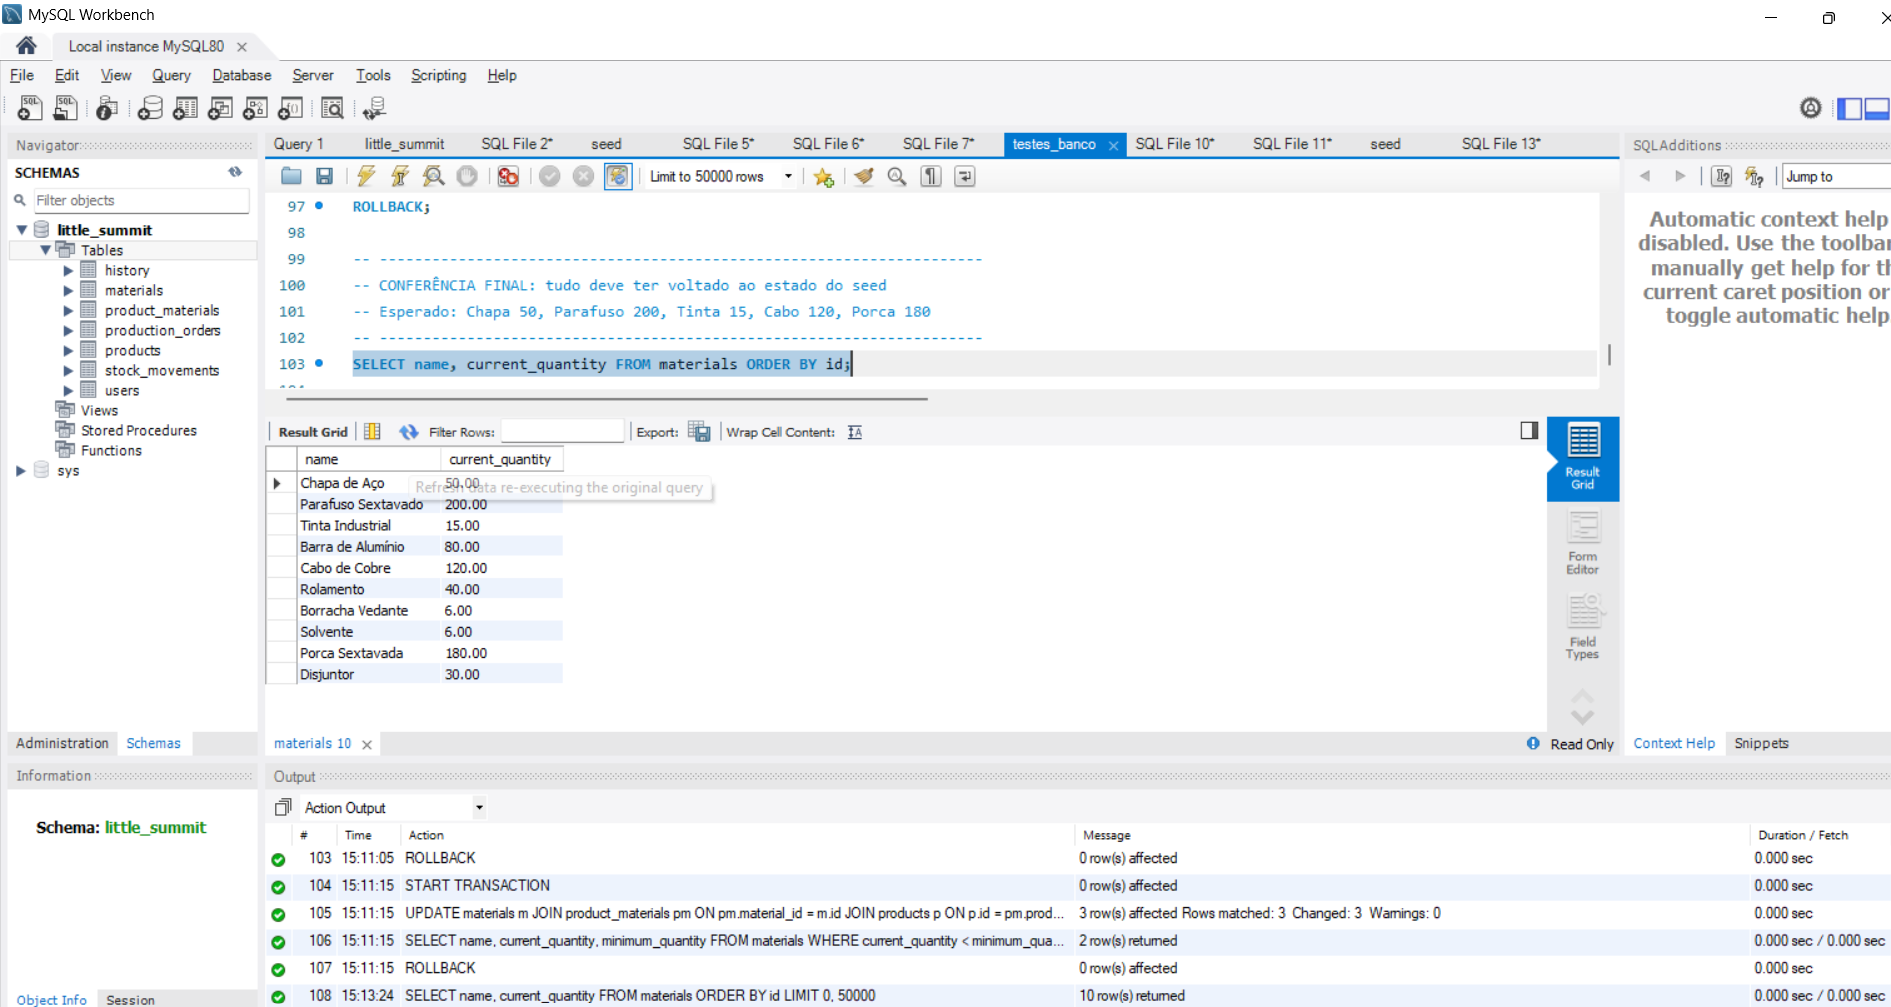 MySQL Workbench
Local instance MySQL80
File Edit View Query Database Server Tools Scripting Help
Navigator
SCHEMAS
Filter objects
little_summit
Tables
history
materials
product_materials
production_orders
products
stock_movements
users
Views
Stored Procedures
Functions
sys
Administration Schemas
Information
Schema: little_summit
Object Info Session
Query 1 little_summit SQL File 2* seed SQL File 5* SQL File 6* SQL File 7* testes_banco SQL File 10* SQL File 11* seed SQL File 13*
Limit to 50000 rows
97 ROLLBACK;
98
99 -- ---------------------------------------------------------------------
100 -- CONFERÊNCIA FINAL: tudo deve ter voltado ao estado do seed
101 -- Esperado: Chapa 50, Parafuso 200, Tinta 15, Cabo 120, Porca 180
102 -- ---------------------------------------------------------------------
103 SELECT name, current_quantity FROM materials ORDER BY id;
Result Grid Filter Rows: Export: Wrap Cell Content:
name current_quantity
Chapa de Aço 50.00
Refresh data re-executing the original query
Parafuso Sextavado 200.00
Tinta Industrial 15.00
Barra de Alumínio 80.00
Cabo de Cobre 120.00
Rolamento 40.00
Borracha Vedante 6.00
Solvente 6.00
Porca Sextavada 180.00
Disjuntor 30.00
Result Grid
Form Editor
Field Types
materials 10
Read Only
SQLAdditions
Jump to
Automatic context help
disabled. Use the toolbar
manually get help for
current caret position or
toggle automatic help
Context Help Snippets
Output
Action Output
# Time Action Message Duration / Fetch
103 15:11:05 ROLLBACK 0 row(s) affected 0.000 sec
104 15:11:15 START TRANSACTION 0 row(s) affected 0.000 sec
105 15:11:15 UPDATE materials m JOIN product_materials pm ON pm.material_id = m.id JOIN products p ON p.id = pm.prod... 3 row(s) affected Rows matched: 3 Changed: 3 Warnings: 0 0.000 sec
106 15:11:15 SELECT name, current_quantity, minimum_quantity FROM materials WHERE current_quantity < minimum_qua... 2 row(s) returned 0.000 sec / 0.000 sec
107 15:11:15 ROLLBACK 0 row(s) affected 0.000 sec
108 15:13:24 SELECT name, current_quantity FROM materials ORDER BY id LIMIT 0, 50000 10 row(s) returned 0.000 sec / 0.000 sec